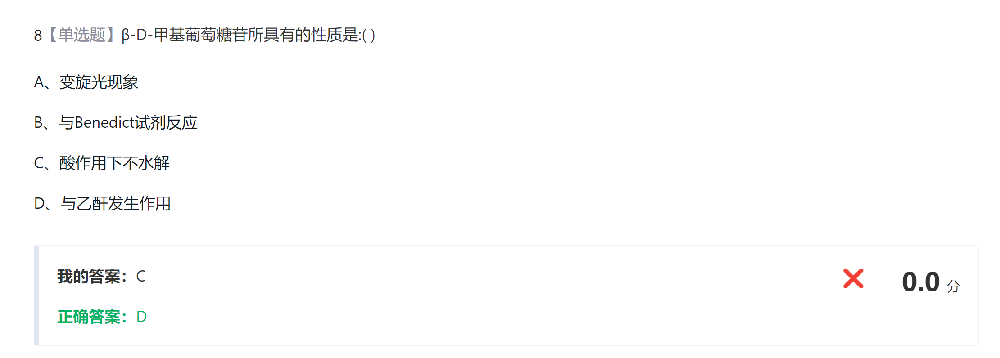 8【单选题】β-D-甲基葡萄糖苷所具有的性质是:( )
A、变旋光现象
B、与Benedict试剂反应
C、酸作用下不水解
D、与乙酐发生作用
我的答案：C
0.0 分
正确答案：D